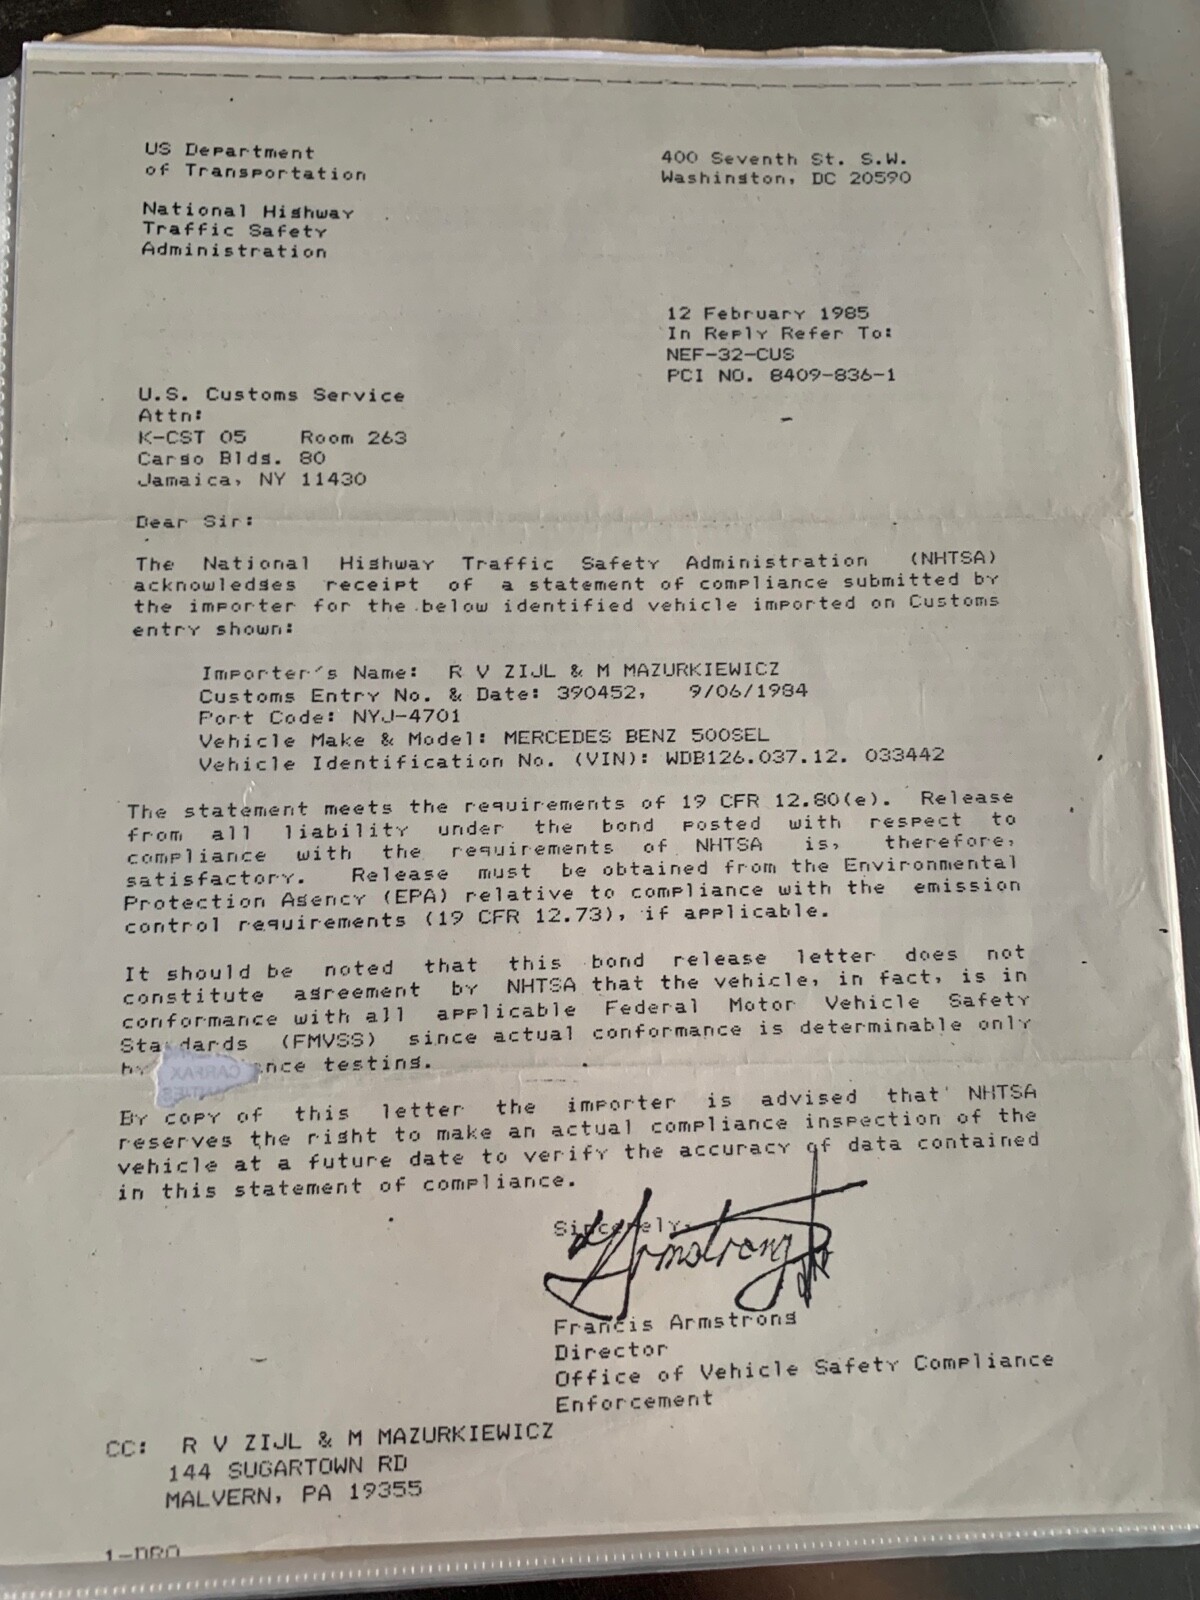 US Department
of Transportation
400 Seventh St. S.W.
Washington, DC 20590
National Highway
Traffic Safety
Administration
12 February 1985
In Reply Refer To:
NEF-32-CUS
PCI NO. 8409-836-1
U.S. Customs Service
Attn:
K-CST 05 Room 263
Cargo Bldg. 80
Jamaica, NY 11430
Dear Sir:
The National Highway Traffic Safety Administration (NHTSA)
acknowledges receipt of a statement of compliance submitted by
the importer for the below identified vehicle imported on Customs
entry shown:
Importer's Name: R V ZIJL & M MAZURKIEWICZ
Customs Entry No. & Date: 390452, 9/06/1984
Port Code: NYJ-4701
Vehicle Make & Model: MERCEDES BENZ 500SEL
Vehicle Identification No. (VIN): WDB126.037.12. 033442
The statement meets the requirements of 19 CFR 12.80(e). Release
from all liability under the bond posted with respect to
compliance with the requirements of NHTSA is, therefore,
satisfactory. Release must be obtained from the Environmental
Protection Agency (EPA) relative to compliance with the emission
control requirements (19 CFR 12.73), if applicable.
It should be noted that this bond release letter does not
constitute agreement by NHTSA that the vehicle, in fact, is in
conformance with all applicable Federal Motor Vehicle Safety
Standards (FMVSS) since actual conformance is determinable only
nce testing.
CARFAX
By copy of this letter the importer is advised that NHTSA
reserves the right to make an actual compliance inspection of the
vehicle at a future date to verify the accuracy of data contained
in this statement of compliance.
Sincerely,
Armstrong
Francis Armstrong
Director
Office of Vehicle Safety Compliance
Enforcement
CC: R V ZIJL & M MAZURKIEWICZ
144 SUGARTOWN RD
MALVERN, PA 19355
1-DRO